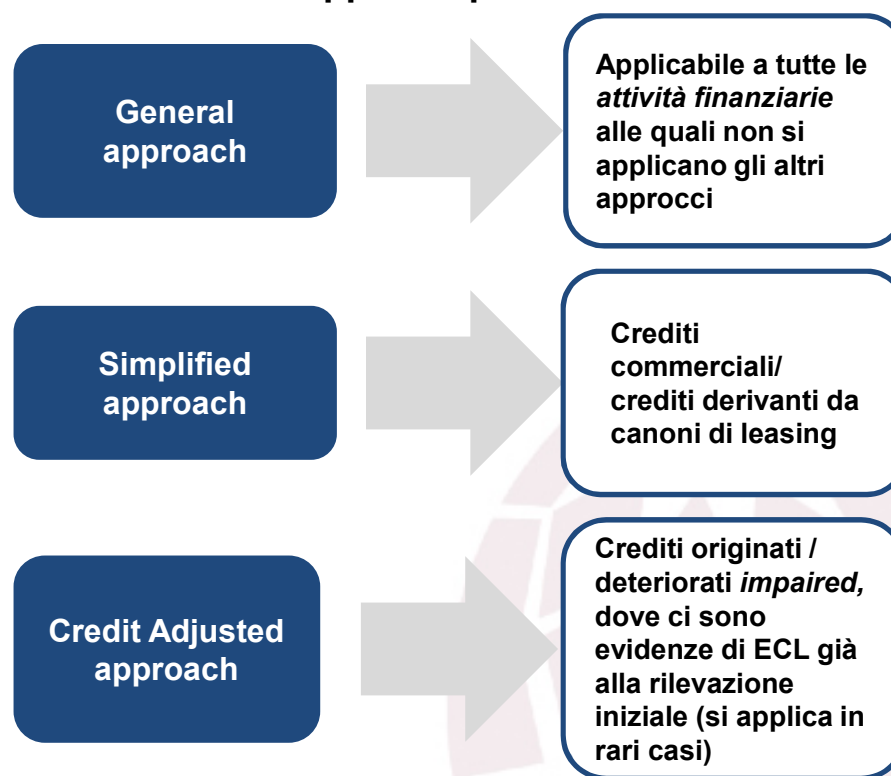 General
approach
Applicabile a tutte le
attività finanziarie
alle quali non si
applicano gli altri
approcci
Simplified
approach
Crediti
commerciali/
crediti derivanti da
canoni di leasing
Credit Adjusted
approach
Crediti originati /
deteriorati impaired,
dove ci sono
evidenze di ECL già
alla rilevazione
iniziale (si applica in
rari casi)